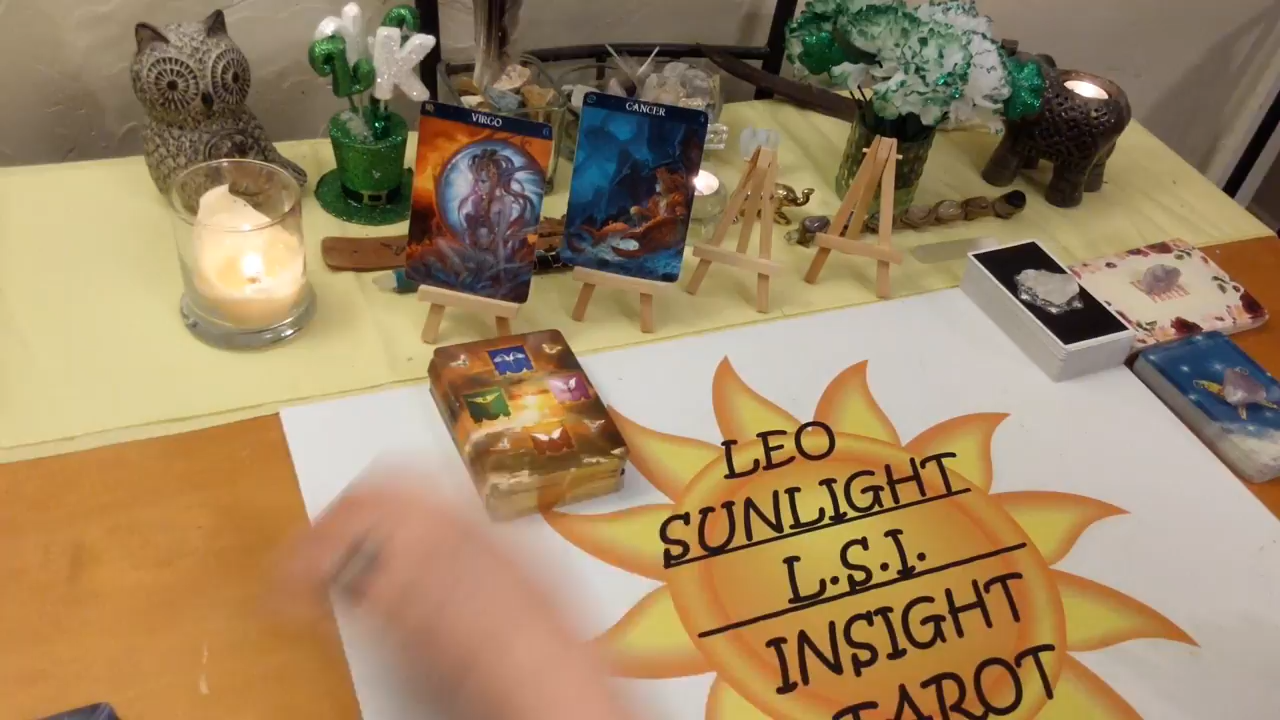 VIRGO
CANCER
LEO
SUNLIGHT
L.S.I.
INSIGHT
TAROT